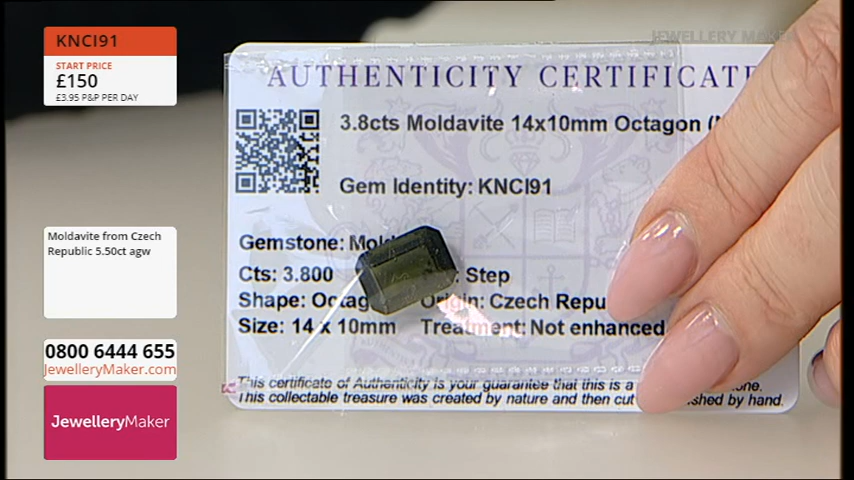 KNCI91
START PRICE
£150
£3.95 P&P PER DAY
Moldavite from Czech
Republic 5.50ct agw
0800 6444 655
JewelleryMaker.com
JewelleryMaker
JEWELLERY MAKER
AUTHENTICITY CERTIFICATE
3.8cts Moldavite 14x10mm Octagon
Gem Identity: KNCI91
Gemstone:
Cts: 3.800 Step
Shape: Origin: Czech
Size: 14 x 10mm Treatment: Not enhanced
This certificate of Authenticity is your guarantee that this is a
This collectable treasure was created by nature and then cut by hand.